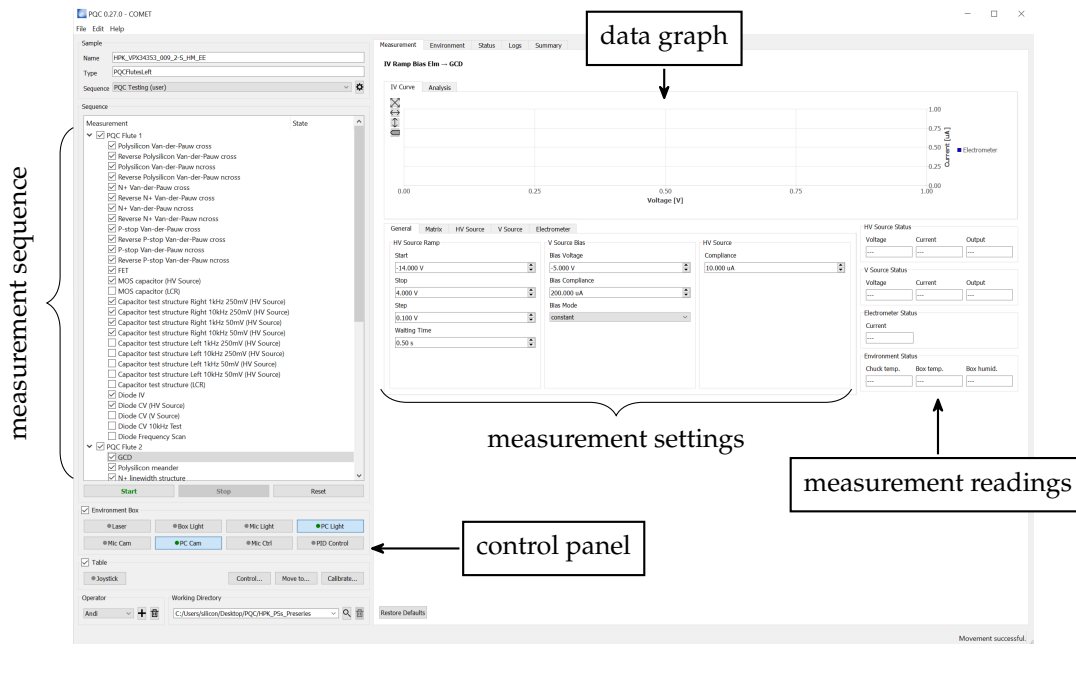 PQC 0.27.0 - COMET
File Edit Help
Sample
Name HPK_VPX34353_009_2-S_HM_EE
Type PQCFlutesLeft
Sequence PQC Testing (user)
Sequence
Measurement State
PQC Flute 1
Polysilicon Van-der-Pauw cross
Reverse Polysilicon Van-der-Pauw cross
Polysilicon Van-der-Pauw ncross
Reverse Polysilicon Van-der-Pauw ncross
N+ Van-der-Pauw cross
Reverse N+ Van-der-Pauw cross
N+ Van-der-Pauw ncross
Reverse N+ Van-der-Pauw ncross
P-stop Van-der-Pauw cross
Reverse P-stop Van-der-Pauw cross
P-stop Van-der-Pauw ncross
Reverse P-stop Van-der-Pauw ncross
FET
MOS capacitor (HV Source)
MOS capacitor (LCR)
Capacitor test structure Right 1kHz 250mV (HV Source)
Capacitor test structure Right 10kHz 250mV (HV Source)
Capacitor test structure Right 1kHz 50mV (HV Source)
Capacitor test structure Right 10kHz 50mV (HV Source)
Capacitor test structure Left 1kHz 250mV (HV Source)
Capacitor test structure Left 10kHz 250mV (HV Source)
Capacitor test structure Left 1kHz 50mV (HV Source)
Capacitor test structure Left 10kHz 50mV (HV Source)
Capacitor test structure (LCR)
Diode IV
Diode CV (HV Source)
Diode CV (V Source)
Diode CV 10kHz Test
Diode Frequency Scan
PQC Flute 2
GCD
Polysilicon meander
N+ linewidth structure
Start Stop Reset
Environment Box
Laser Box Light Mic Light PC Light
Mic Cam PC Cam Mic Ctrl PID Control
Table
Joystick Control... Move to... Calibrate...
Operator Working Directory
Andi C:/Users/silicon/Desktop/PQC/HPK_PSs_Preseries
measurement sequence
Measurement Environment Status Logs Summary
IV Ramp Bias Elm → GCD
IV Curve Analysis
data graph
1.00
0.75
0.50
0.25
0.00
Current [uA]
Electrometer
0.00 0.25 0.50 0.75 1.00
Voltage [V]
General Matrix HV Source V Source Electrometer
HV Source Ramp V Source Bias HV Source
Start Bias Voltage Compliance
-14.000 V -5.000 V 10.000 uA
Stop Bias Compliance
4.000 V 200.000 uA
Step Bias Mode
0.100 V constant
Waiting Time
0.50 s
HV Source Status
Voltage Current Output
--- --- ---
V Source Status
Voltage Current Output
--- --- ---
Electrometer Status
Current
---
Environment Status
Chuck temp. Box temp. Box humid.
--- --- ---
measurement settings
measurement readings
control panel
Restore Defaults
Movement successful.